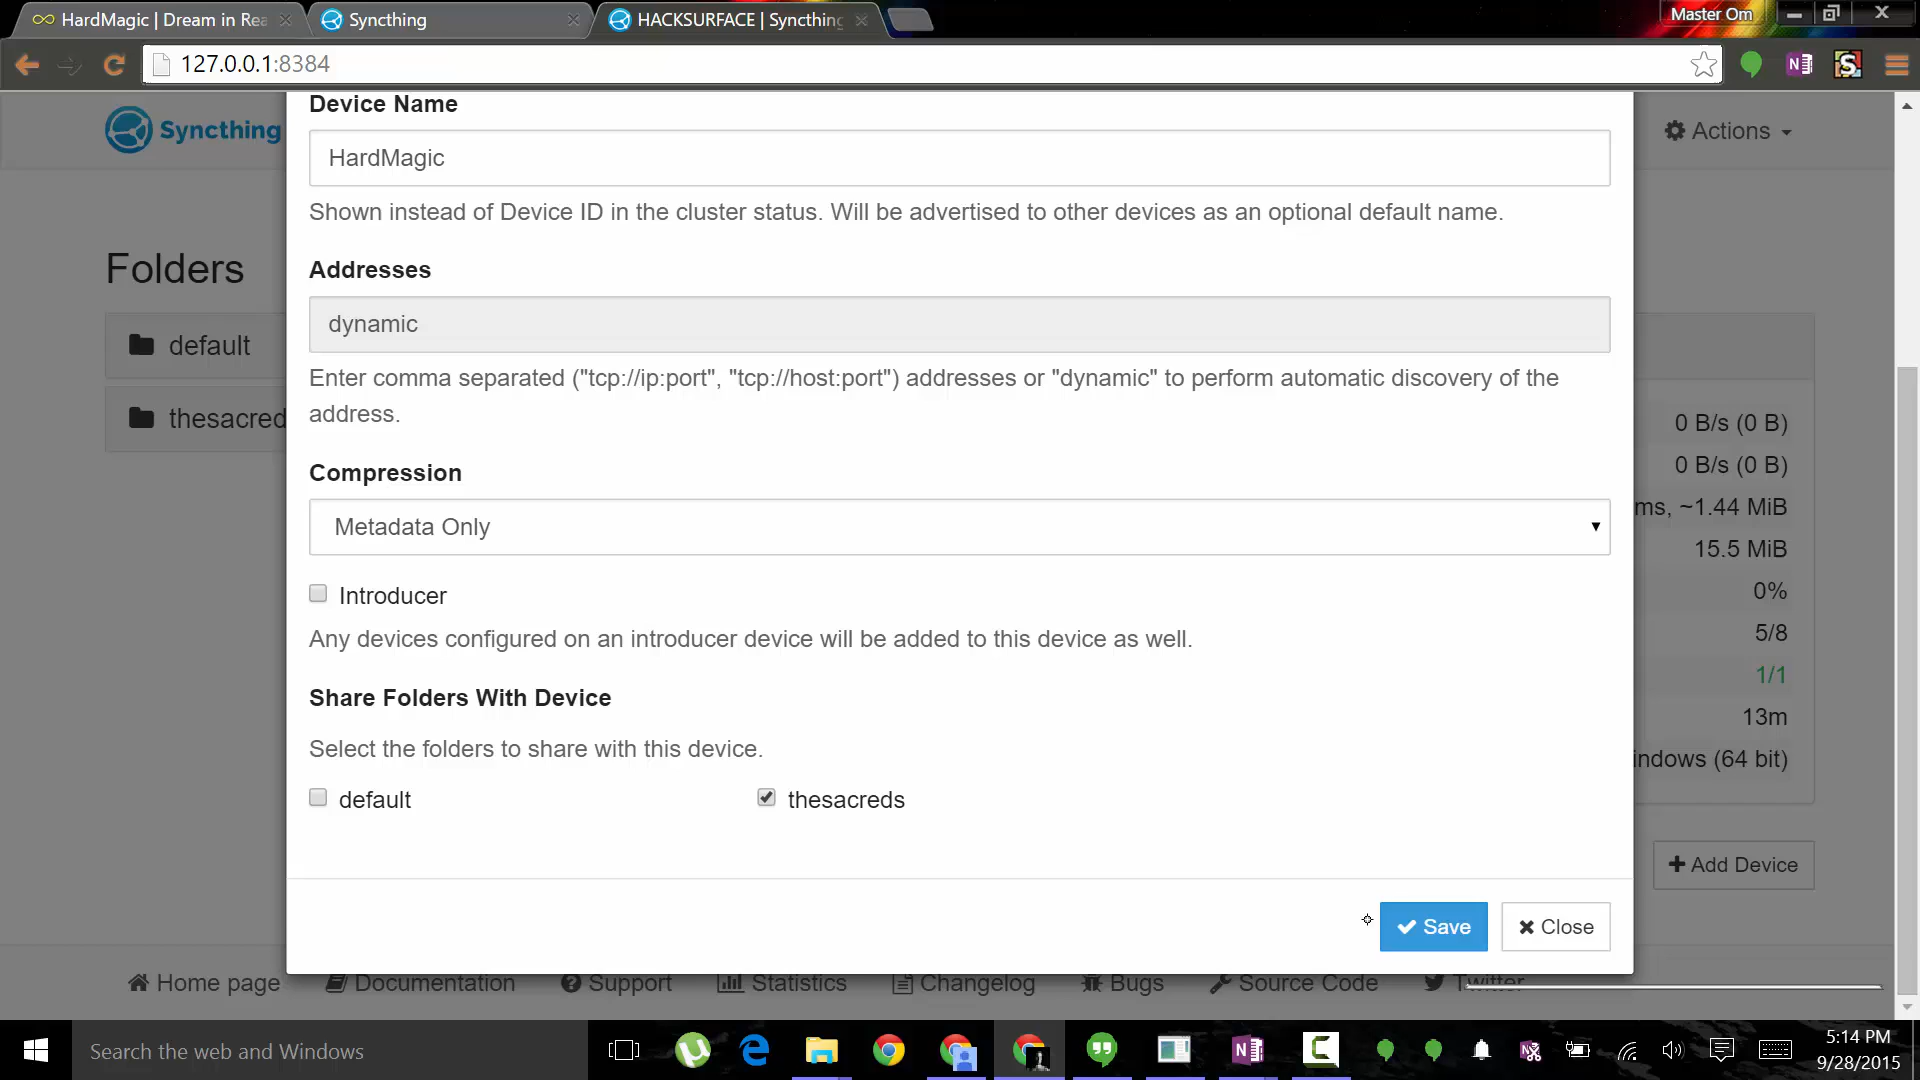 HardMagic | Dream in Rea
Syncthing
HACKSURFACE | Syncthing
Master Om
127.0.0.1:8384
Syncthing
Actions
Device Name
HardMagic
Shown instead of Device ID in the cluster status. Will be advertised to other devices as an optional default name.
Folders
Addresses
dynamic
default
Enter comma separated ("tcp://ip:port", "tcp://host:port") addresses or "dynamic" to perform automatic discovery of the
address.
thesacred
0 B/s (0 B)
0 B/s (0 B)
Compression
Metadata Only
ms, ~1.44 MiB
15.5 MiB
Introducer
0%
Any devices configured on an introducer device will be added to this device as well.
5/8
1/1
Share Folders With Device
13m
Select the folders to share with this device.
indows (64 bit)
default
thesacreds
Add Device
Save
Close
Home page
Documentation
Support
Statistics
Changelog
Bugs
Source Code
Twitter
Search the web and Windows
5:14 PM
9/28/2015